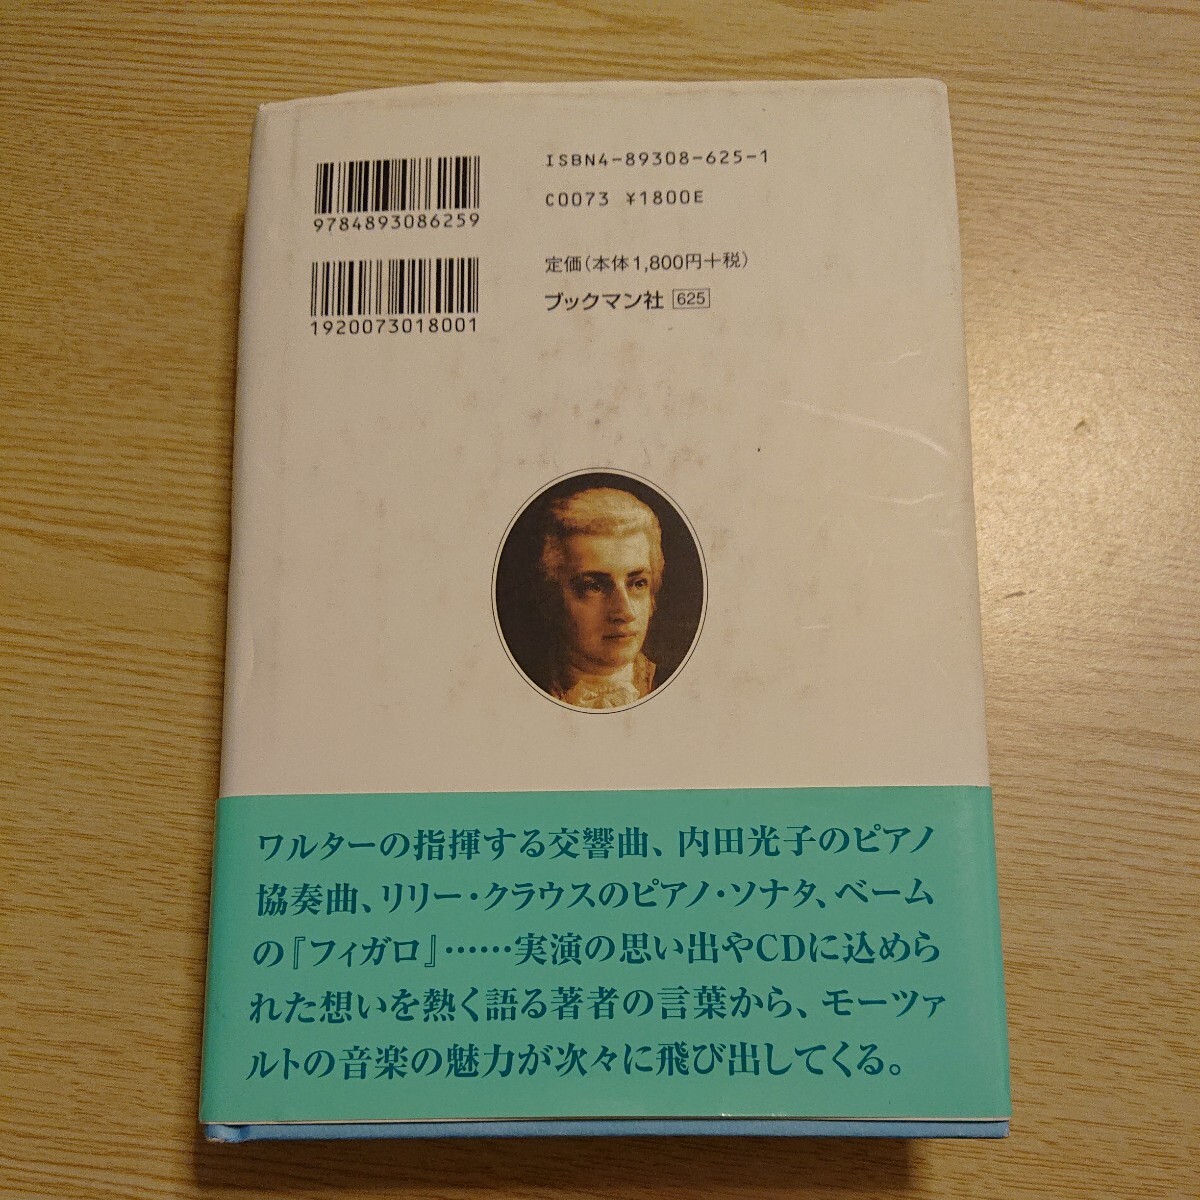 ISBN4-89308-625-1
C0073 ¥1800E
9784893086259
定価(本体1,800円+税)
ブックマン社 625
1920073018001
ワルターの指揮する交響曲、内田光子のピアノ
協奏曲、リリー・クラウスのピアノ・ソナタ、ベーム
の『フィガロ』……実演の思い出やCDに込めら
れた想いを熱く語る著者の言葉から、モーツァ
ルトの音楽の魅力が次々に飛び出してくる。